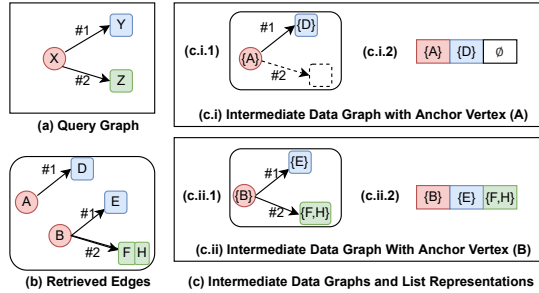 X
#1
Y
#2
Z
(a) Query Graph
#1
D
A
#1
E
B
#2
F H
(b) Retrieved Edges
(c.i.1)
#1
{D}
{A}
#2
(c.i.2)
{A} {D} ∅
(c.i) Intermediate Data Graph with Anchor Vertex (A)
(c.ii.1)
#1
{E}
{B}
#2
{F,H}
(c.ii.2)
{B} {E} {F,H}
(c.ii) Intermediate Data Graph With Anchor Vertex (B)
(c) Intermediate Data Graphs and List Representations